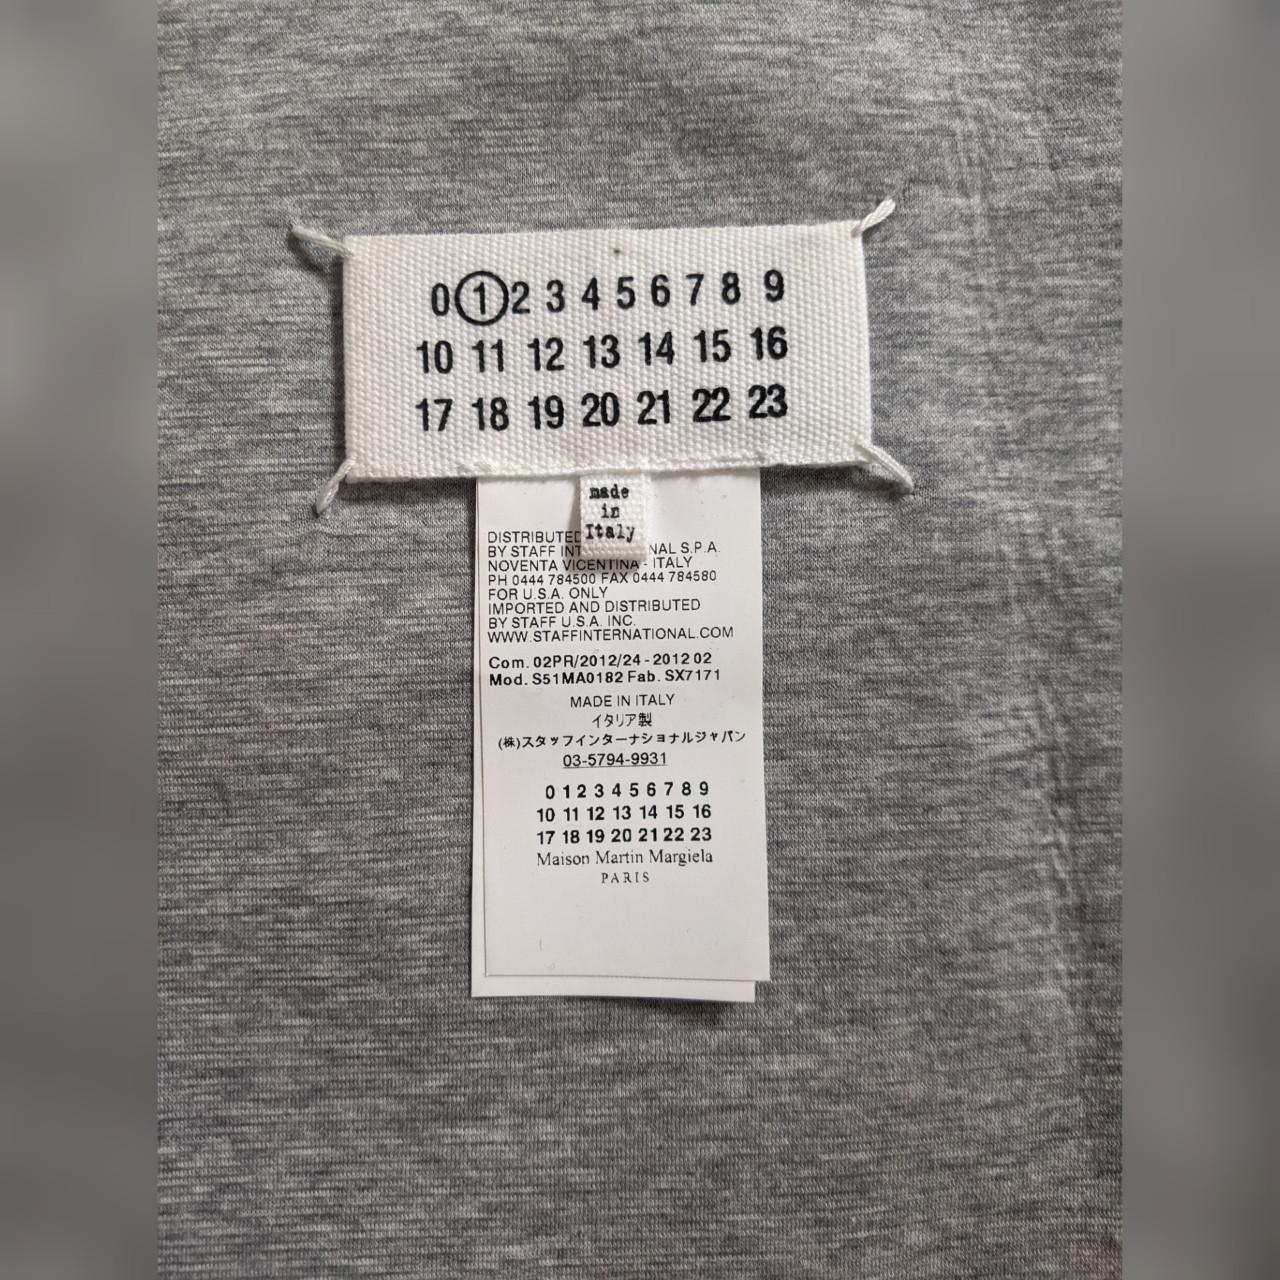 0 1 2 3 4 5 6 7 8 9
10 11 12 13 14 15 16
17 18 19 20 21 22 23
made
in
Italy
DISTRIBUTED
BY STAFF INT NAL S.P.A.
NOVENTA VICENTINA - ITALY
PH 0444 784500 FAX 0444 784580
FOR U.S.A. ONLY
IMPORTED AND DISTRIBUTED
BY STAFF U.S.A. INC.
WWW.STAFFINTERNATIONAL.COM
Com. 02PR/2012/24 - 2012 02
Mod. S51MA0182 Fab. SX7171
MADE IN ITALY
イタリア製
(株)スタッフインターナショナルジャパン
03-5794-9931
0 1 2 3 4 5 6 7 8 9
10 11 12 13 14 15 16
17 18 19 20 21 22 23
Maison Martin Margiela
PARIS